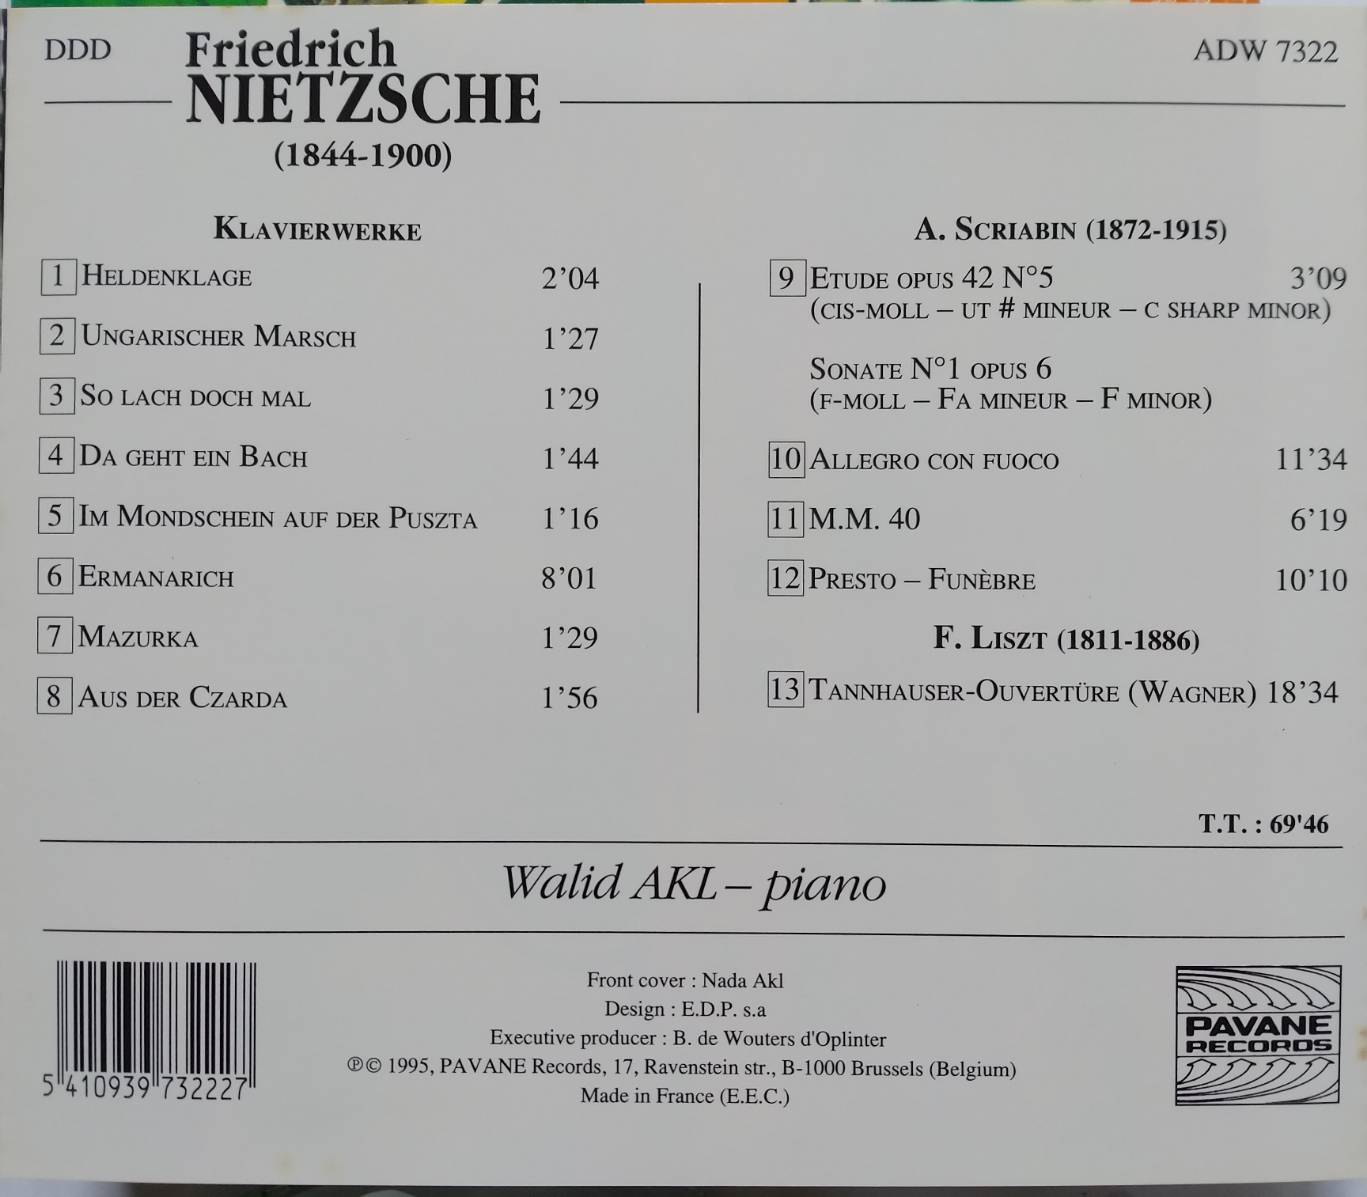 DDD
Friedrich
NIETZSCHE
(1844-1900)
ADW 7322
KLAVIERWERKE
1 HELDENKLAGE 2’04
2 UNGARISCHER MARSCH 1’27
3 SO LACH DOCH MAL 1’29
4 DA GEHT EIN BACH 1’44
5 IM MONDSCHEIN AUF DER PUSZTA 1’16
6 ERMANARICH 8’01
7 MAZURKA 1’29
8 AUS DER CZARDA 1’56
A. SCRIABIN (1872-1915)
9 ETUDE OPUS 42 N°5 3’09
(CIS-MOLL – UT # MINEUR – C SHARP MINOR)
SONATE N°1 OPUS 6
(F-MOLL – FA MINEUR – F MINOR)
10 ALLEGRO CON FUOCO 11’34
11 M.M. 40 6’19
12 PRESTO – FUNÈBRE 10’10
F. LISZT (1811-1886)
13 TANNHAUSER-OUVERTÜRE (WAGNER) 18’34
T.T. : 69'46
Walid AKL – piano
Front cover : Nada Akl
Design : E.D.P. s.a
Executive producer : B. de Wouters d'Oplinter
℗© 1995, PAVANE Records, 17, Ravenstein str., B-1000 Brussels (Belgium)
Made in France (E.E.C.)
5 410939 732227
PAVANE
RECORDS